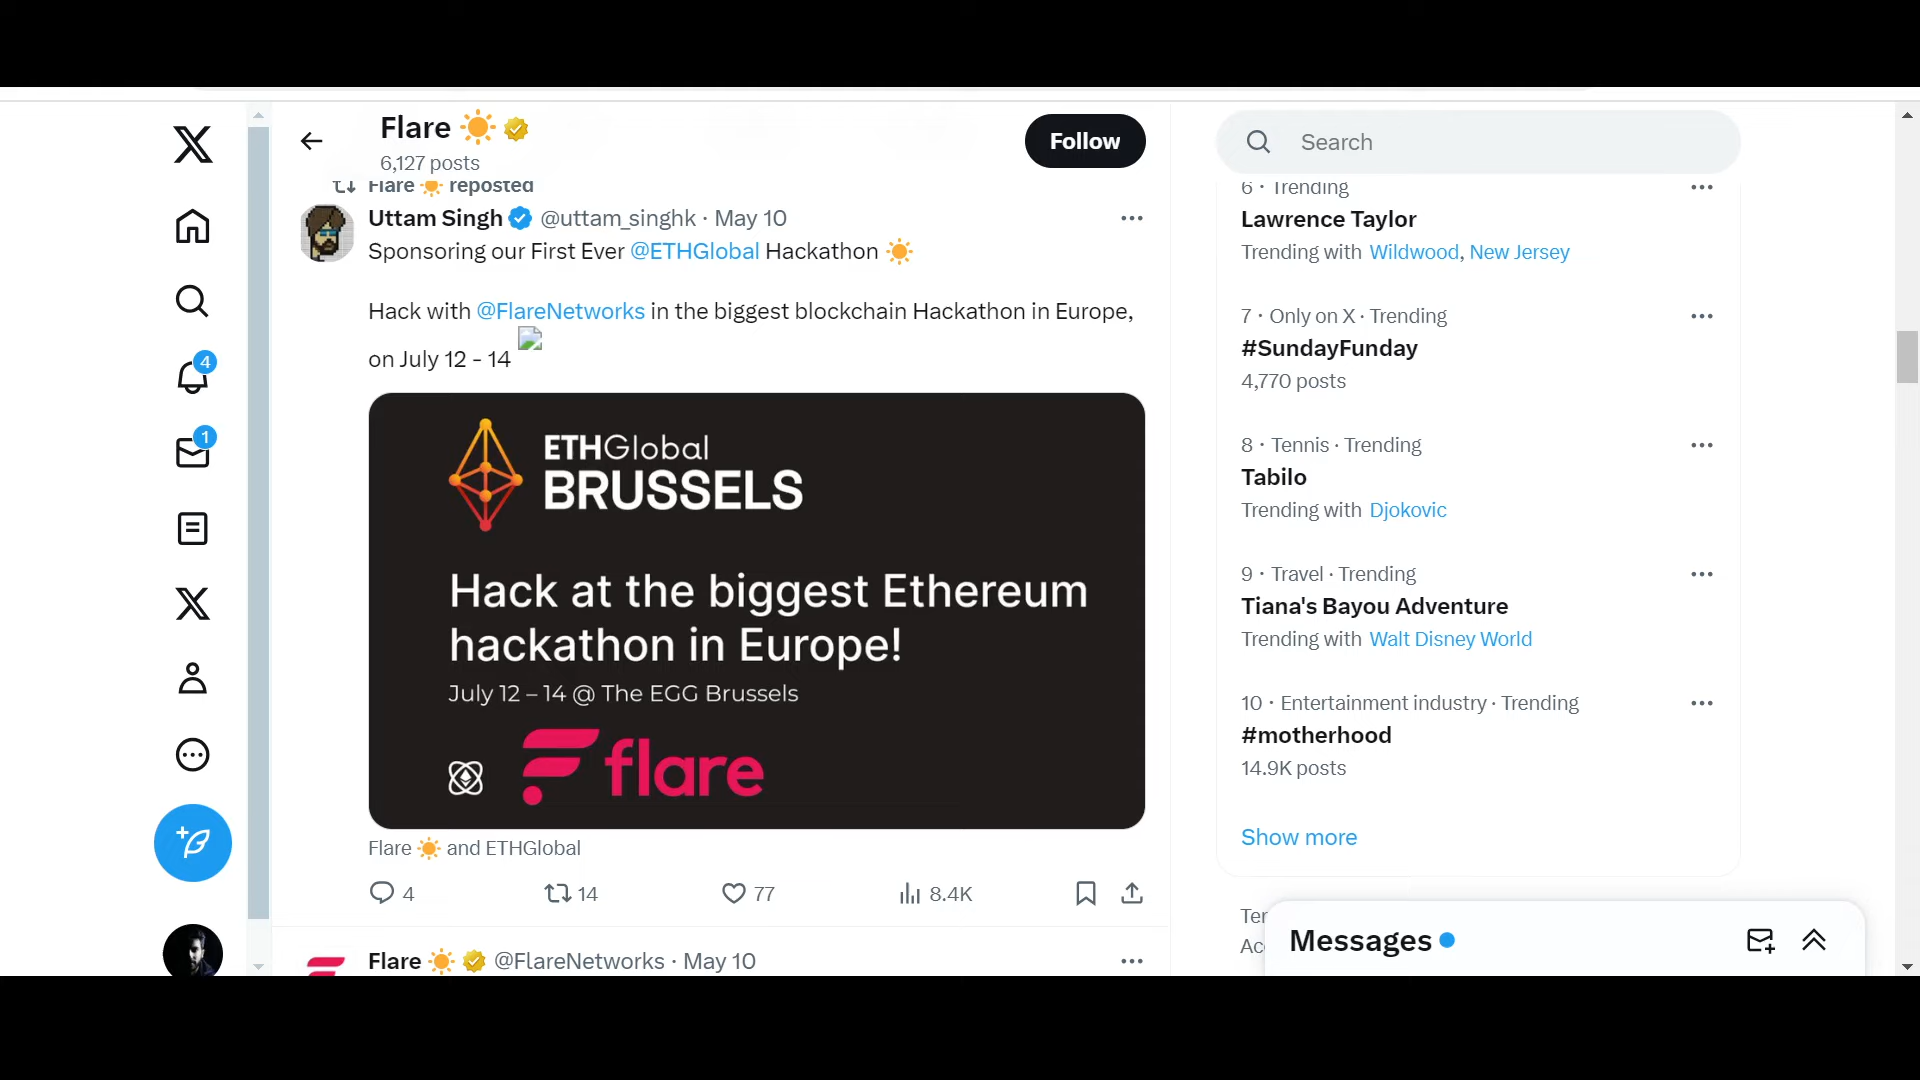 Flare ☀️
6,127 posts
Follow
Flare ☀️ reposted
Uttam Singh @uttam_singhk · May 10
Sponsoring our First Ever @ETHGlobal Hackathon ☀️
Hack with @FlareNetworks in the biggest blockchain Hackathon in Europe,
on July 12 - 14
ETHGlobal
BRUSSELS
Hack at the biggest Ethereum
hackathon in Europe!
July 12 – 14 @ The EGG Brussels
flare
Flare ☀️ and ETHGlobal
4 14 77 8.4K
Flare ☀️ @FlareNetworks · May 10
4
1
Search
6 · Trending
Lawrence Taylor
Trending with Wildwood, New Jersey
7 · Only on X · Trending
#SundayFunday
4,770 posts
8 · Tennis · Trending
Tabilo
Trending with Djokovic
9 · Travel · Trending
Tiana's Bayou Adventure
Trending with Walt Disney World
10 · Entertainment industry · Trending
#motherhood
14.9K posts
Show more
Messages